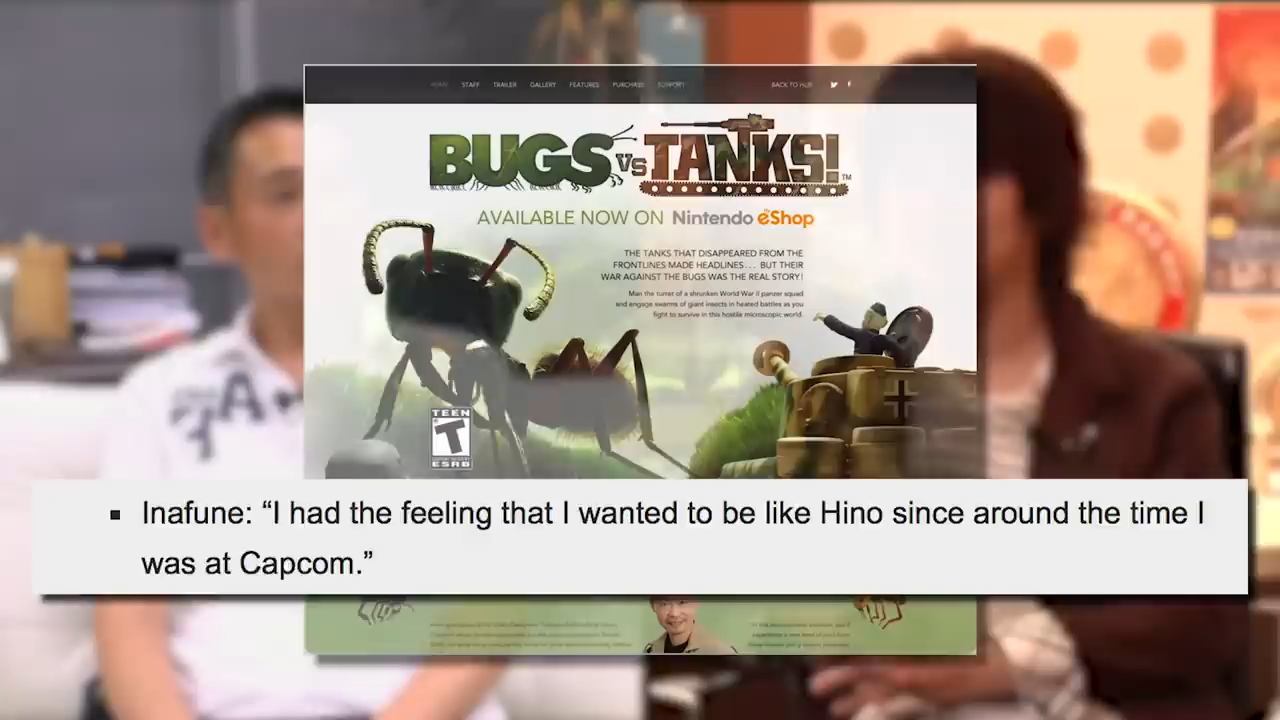 HOME STAFF TRAILER GALLERY FEATURES PURCHASE SUPPORT BACK TO HUB
BUGS vs TANKS!™
AVAILABLE NOW ON Nintendo eShop
THE TANKS THAT DISAPPEARED FROM THE
FRONTLINES MADE HEADLINES... BUT THEIR
WAR AGAINST THE BUGS WAS THE REAL STORY!
Man the turret of a shrunken World War II panzer squad
and engage swarms of giant insects in heated battles as you
fight to survive in this hostile microscopic world.
TEEN
T
ESRB
▪ Inafune: “I had the feeling that I wanted to be like Hino since around the time I
was at Capcom.”